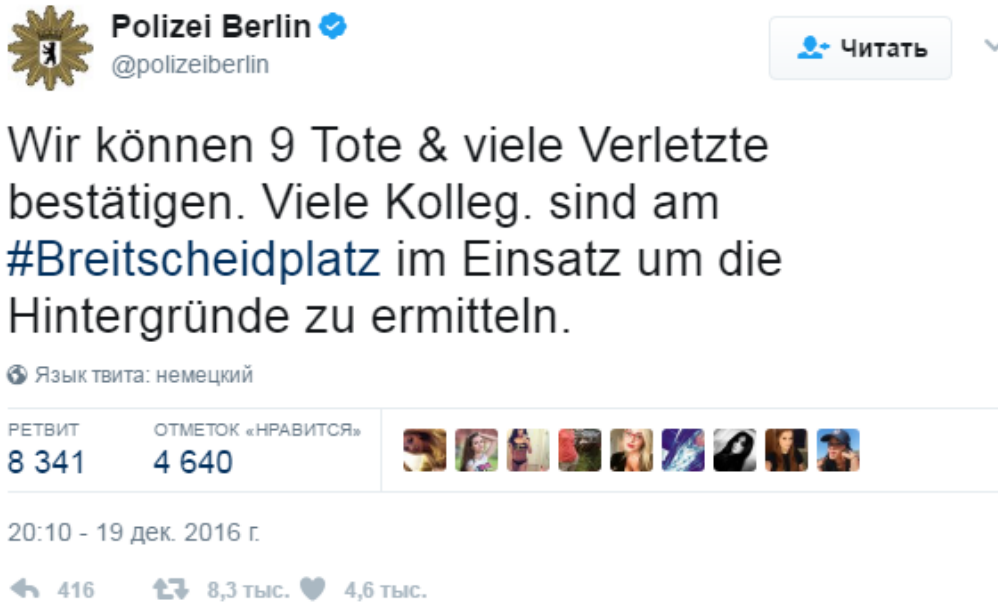 Polizei Berlin
@polizeiberlin
Читать
Wir können 9 Tote & viele Verletzte
bestätigen. Viele Kolleg. sind am
#Breitscheidplatz im Einsatz um die
Hintergründe zu ermitteln.
Язык твита: немецкий
РЕТВИТ ОТМЕТОК «НРАВИТСЯ»
8 341 4 640
20:10 - 19 дек. 2016 г.
416 8,3 тыс. 4,6 тыс.